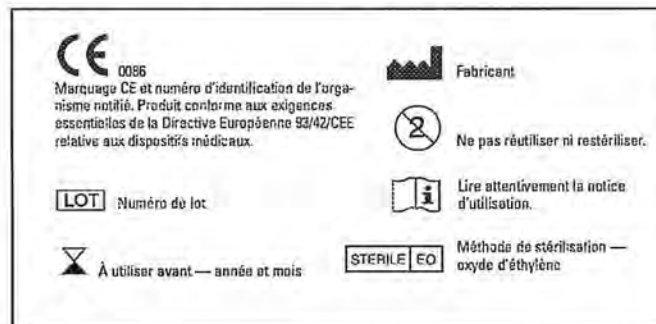 CE 0086
Marquage CE et numéro d'identification de l'orga-
nisme notifié. Produit conforme aux exigences
essentielles de la Directive Européenne 93/42/CEE
relative aux dispositifs médicaux.
LOT Numéro de lot
À utiliser avant — année et mois
Fabricant
2 Ne pas réutiliser ni restériliser.
i Lire attentivement la notice
d'utilisation.
STERILE EO Méthode de stérilisation —
oxyde d'éthylène